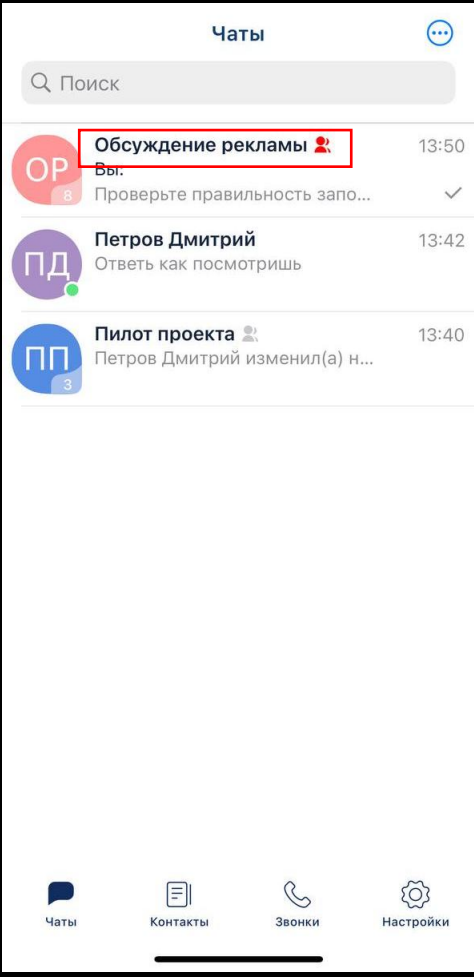 Чаты
Поиск
ОР
8
Обсуждение рекламы
13:50
Вы:
Проверьте правильность запо...
ПД
Петров Дмитрий
13:42
Ответь как посмотришь
ПП
3
Пилот проекта
13:40
Петров Дмитрий изменил(а) н...
Чаты
Контакты
Звонки
Настройки